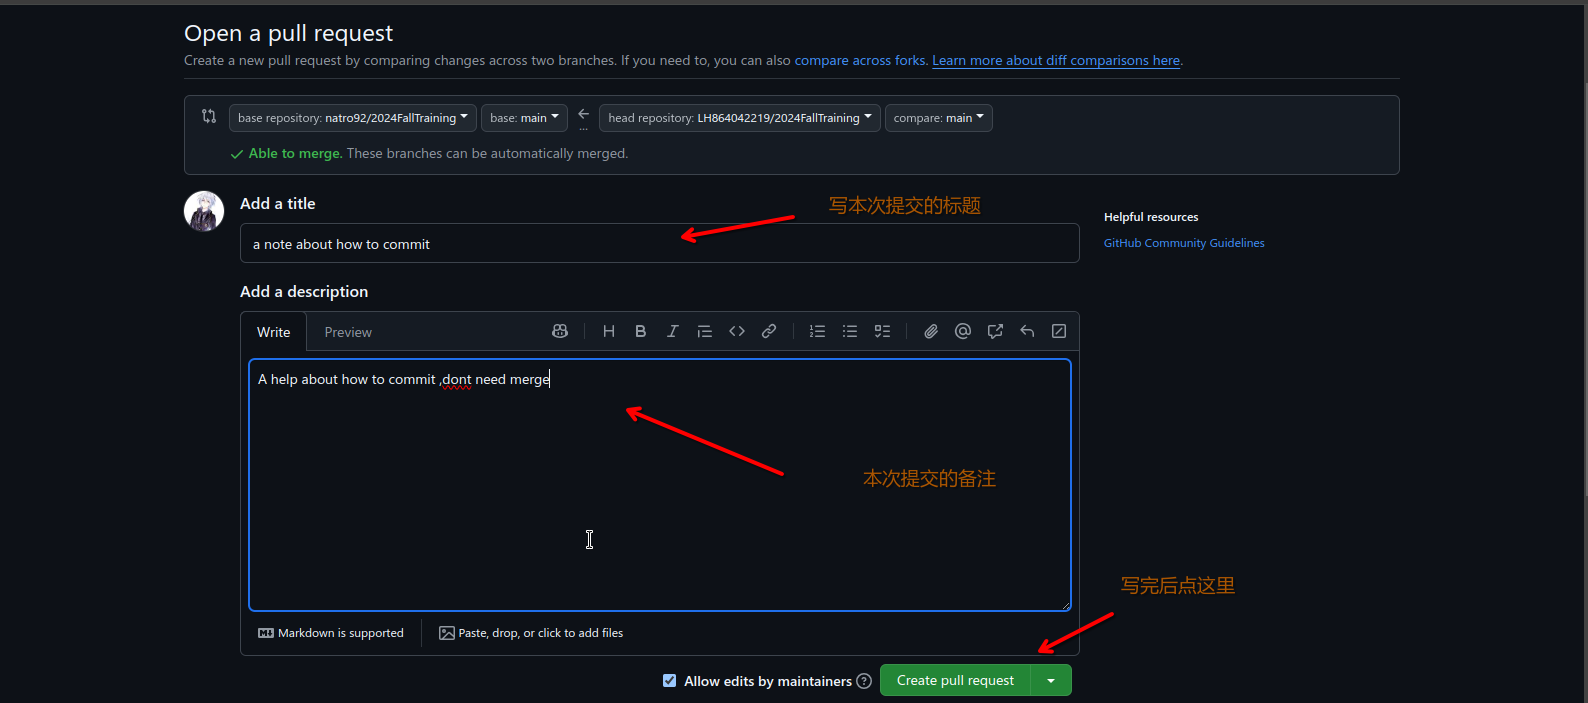 Open a pull request
Create a new pull request by comparing changes across two branches. If you need to, you can also compare across forks. Learn more about diff comparisons here.
base repository: natro92/2024FallTraining base: main ... head repository: LH864042219/2024FallTraining compare: main
Able to merge. These branches can be automatically merged.
Add a title
写本次提交的标题
Helpful resources
a note about how to commit
GitHub Community Guidelines
Add a description
Write Preview
A help about how to commit ,dont need merge
本次提交的备注
写完后点这里
Markdown is supported Paste, drop, or click to add files
Allow edits by maintainers Create pull request